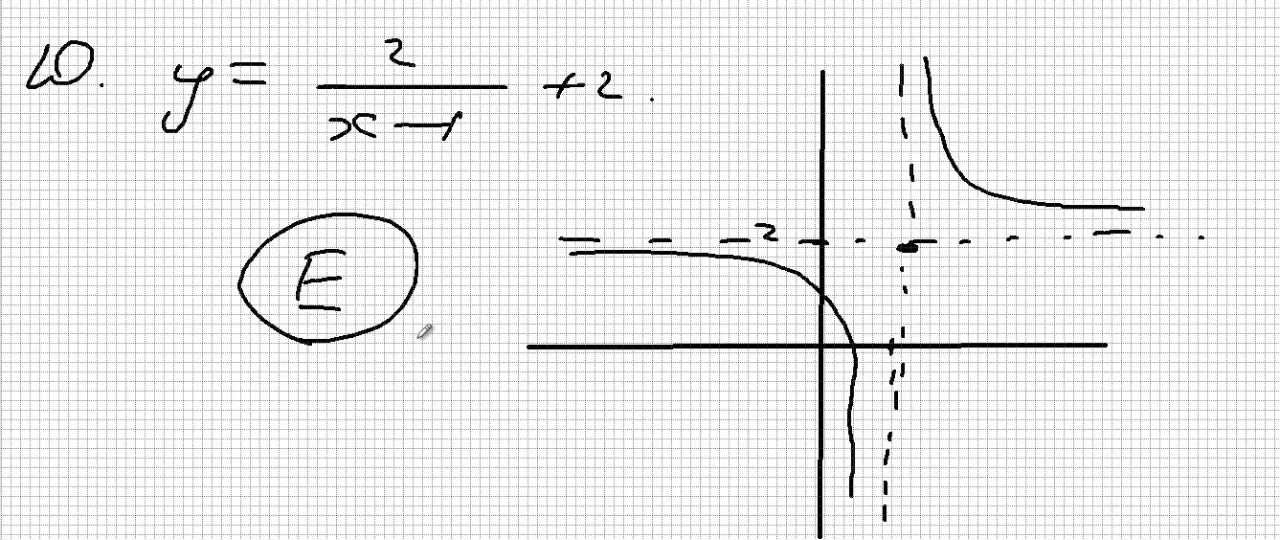 10. y = 2/(x-1) + 2.
2
E